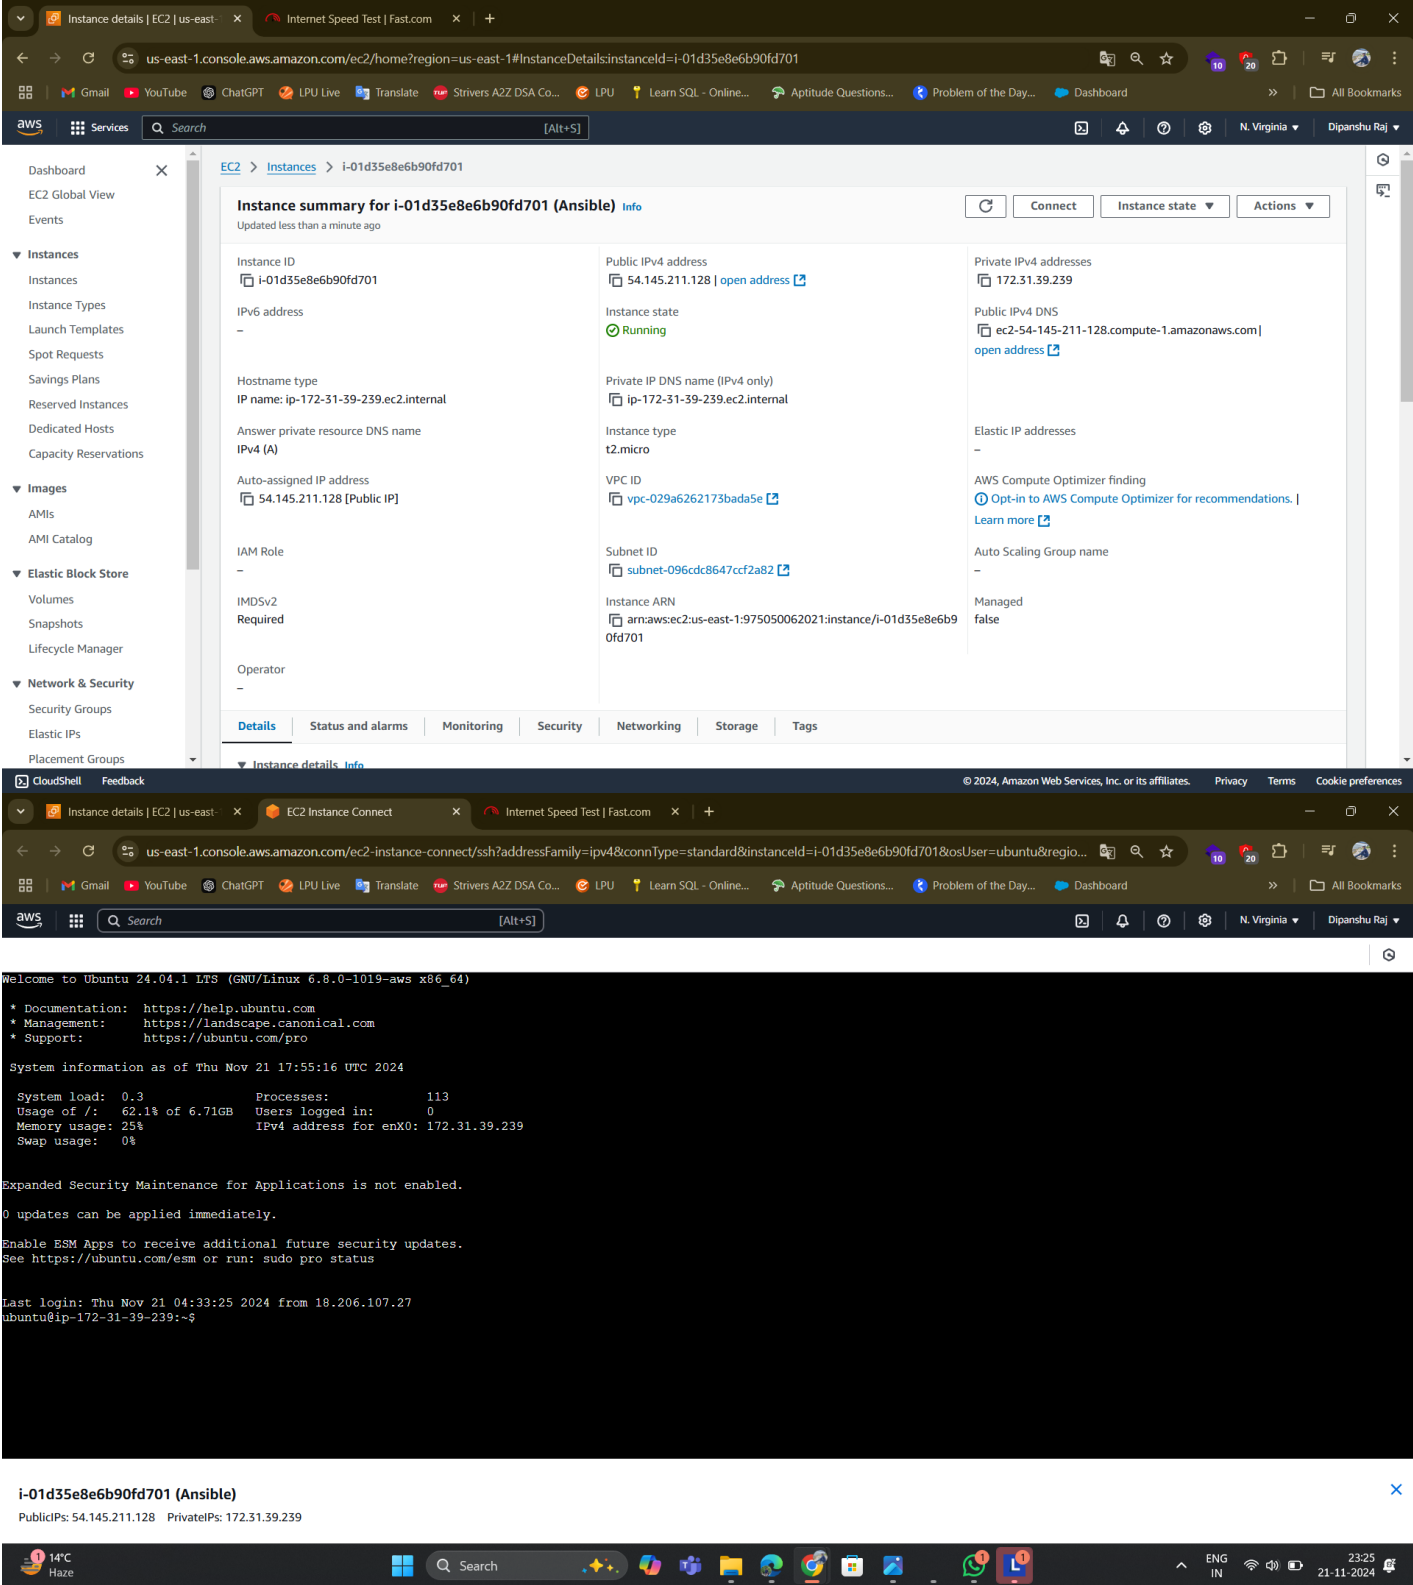 Instance details | EC2 | us-east-
Internet Speed Test | Fast.com
us-east-1.console.aws.amazon.com/ec2/home?region=us-east-1#InstanceDetails:instanceId=i-01d35e8e6b90fd701
10
20
Gmail YouTube ChatGPT LPU Live Translate Strivers A2Z DSA Co... LPU Learn SQL - Online... Aptitude Questions... Problem of the Day... Dashboard » All Bookmarks
aws Services Search [Alt+S] N. Virginia ▼ Dipanshu Raj ▼
Dashboard
EC2 Global View
Events
▼ Instances
Instances
Instance Types
Launch Templates
Spot Requests
Savings Plans
Reserved Instances
Dedicated Hosts
Capacity Reservations
▼ Images
AMIs
AMI Catalog
▼ Elastic Block Store
Volumes
Snapshots
Lifecycle Manager
▼ Network & Security
Security Groups
Elastic IPs
Placement Groups
EC2 > Instances > i-01d35e8e6b90fd701
Instance summary for i-01d35e8e6b90fd701 (Ansible) Info
Updated less than a minute ago
Connect
Instance state ▼
Actions ▼
Instance ID
i-01d35e8e6b90fd701
Public IPv4 address
54.145.211.128 | open address
Private IPv4 addresses
172.31.39.239
IPv6 address
–
Instance state
Running
Public IPv4 DNS
ec2-54-145-211-128.compute-1.amazonaws.com |
open address
Hostname type
IP name: ip-172-31-39-239.ec2.internal
Private IP DNS name (IPv4 only)
ip-172-31-39-239.ec2.internal
Answer private resource DNS name
IPv4 (A)
Instance type
t2.micro
Elastic IP addresses
–
Auto-assigned IP address
54.145.211.128 [Public IP]
VPC ID
vpc-029a6262173bada5e
AWS Compute Optimizer finding
Opt-in to AWS Compute Optimizer for recommendations. |
Learn more
IAM Role
–
Subnet ID
subnet-096cdc8647ccf2a82
Auto Scaling Group name
–
IMDSv2
Required
Instance ARN
arn:aws:ec2:us-east-1:975050062021:instance/i-01d35e8e6b9
0fd701
Managed
false
Operator
–
Details Status and alarms Monitoring Security Networking Storage Tags
▼ Instance details Info
CloudShell Feedback © 2024, Amazon Web Services, Inc. or its affiliates. Privacy Terms Cookie preferences
Instance details | EC2 | us-east-
EC2 Instance Connect
Internet Speed Test | Fast.com
us-east-1.console.aws.amazon.com/ec2-instance-connect/ssh?addressFamily=ipv4&connType=standard&instanceId=i-01d35e8e6b90fd701&osUser=ubuntu&regio...
10
20
Gmail YouTube ChatGPT LPU Live Translate Strivers A2Z DSA Co... LPU Learn SQL - Online... Aptitude Questions... Problem of the Day... Dashboard » All Bookmarks
aws Search [Alt+S] N. Virginia ▼ Dipanshu Raj ▼
Welcome to Ubuntu 24.04.1 LTS (GNU/Linux 6.8.0-1019-aws x86_64)
* Documentation: https://help.ubuntu.com
* Management: https://landscape.canonical.com
* Support: https://ubuntu.com/pro
System information as of Thu Nov 21 17:55:16 UTC 2024
System load: 0.3 Processes: 113
Usage of /: 62.1% of 6.71GB Users logged in: 0
Memory usage: 25% IPv4 address for enX0: 172.31.39.239
Swap usage: 0%
Expanded Security Maintenance for Applications is not enabled.
0 updates can be applied immediately.
Enable ESM Apps to receive additional future security updates.
See https://ubuntu.com/esm or run: sudo pro status
Last login: Thu Nov 21 04:33:25 2024 from 18.206.107.27
ubuntu@ip-172-31-39-239:~$
i-01d35e8e6b90fd701 (Ansible)
PublicIPs: 54.145.211.128 PrivateIPs: 172.31.39.239
1
14°C
Haze
Search
1
L
1
ENG
IN
23:25
21-11-2024